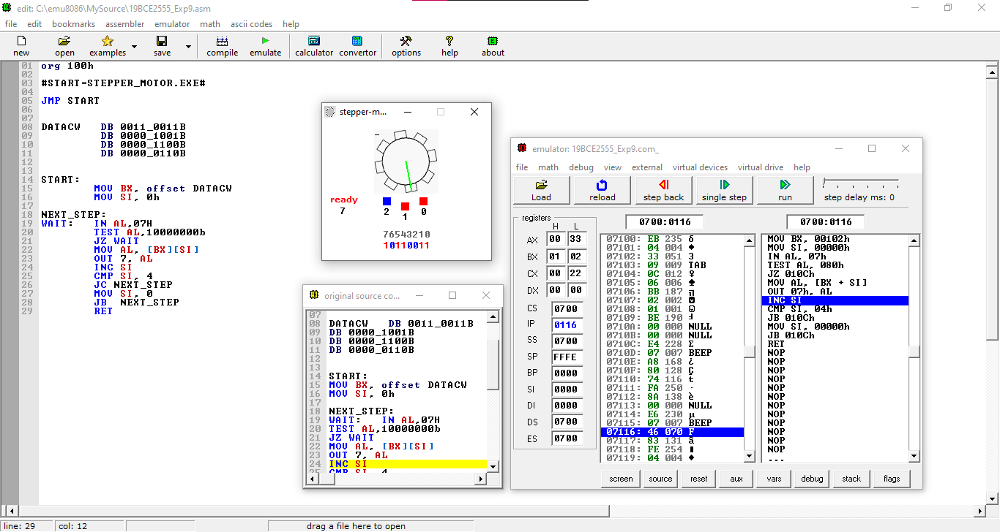 edit: C:\emu8086\MySource\19BCE2555_Exp9.asm
file edit bookmarks assembler emulator math ascii codes help
new open examples save compile emulate calculator convertor options help about
01 org 100h
02
03 #START=STEPPER_MOTOR.EXE#
04
05 JMP START
06
07
08 DATACW DB 0011_0011B
09 DB 0000_1001B
10 DB 0000_1100B
11 DB 0000_0110B
12
13
14 START:
15 MOV BX, offset DATACW
16 MOV SI, 0h
17
18 NEXT_STEP:
19 WAIT: IN AL,07H
20 TEST AL,10000000b
21 JZ WAIT
22 MOV AL, [BX][SI]
23 OUT 7, AL
24 INC SI
25 CMP SI, 4
26 JC NEXT_STEP
27 MOV SI, 0
28 JB NEXT_STEP
29 RET
stepper-m...
ready
7
2 1 0
76543210
10110011
original source co...
07
08 DATACW DB 0011_0011B
09 DB 0000_1001B
10 DB 0000_1100B
11 DB 0000_0110B
12
13
14 START:
15 MOV BX, offset DATACW
16 MOV SI, 0h
17
18 NEXT_STEP:
19 WAIT: IN AL,07H
20 TEST AL,10000000b
21 JZ WAIT
22 MOV AL, [BX][SI]
23 OUT 7, AL
24 INC SI
25 CMP SI, 4
emulator: 19BCE2555_Exp9.com_
file math debug view external virtual devices virtual drive help
Load reload step back single step run step delay ms: 0
registers
H L
AX 00 33
BX 01 02
CX 00 22
DX 00 00
CS 0700
IP 0116
SS 0700
SP FFFE
BP 0000
SI 0000
DI 0000
DS 0700
ES 0700
0700:0116
07100: EB 235 δ
07101: 04 004 ♦
07102: 33 051 3
07103: 09 009 TAB
07104: 0C 012 ♀
07105: 06 006 ♠
07106: BB 187 ╗
07107: 02 002 ☻
07108: 01 001 ☺
07109: BE 190 ╛
0710A: 00 000 NULL
0710B: 00 000 NULL
0710C: E4 228 Σ
0710D: 07 007 BEEP
0710E: A8 168 ¿
0710F: 80 128 Ç
07110: 74 116 t
07111: FA 250 ·
07112: 8A 138 è
07113: 00 000 NULL
07114: E6 230 µ
07115: 07 007 BEEP
07116: 46 070 F
07117: 83 131 â
07118: FE 254 ■
07119: 04 004 ♦
0700:0116
MOV BX, 00102h
MOV SI, 00000h
IN AL, 07h
TEST AL, 080h
JZ 010Ch
MOV AL, [BX + SI]
OUT 07h, AL
INC SI
CMP SI, 04h
JB 010Ch
MOV SI, 00000h
JB 010Ch
RET
NOP
NOP
NOP
NOP
NOP
NOP
NOP
NOP
NOP
NOP
NOP
NOP
...
screen source reset aux vars debug stack flags
line: 29 col: 12 drag a file here to open